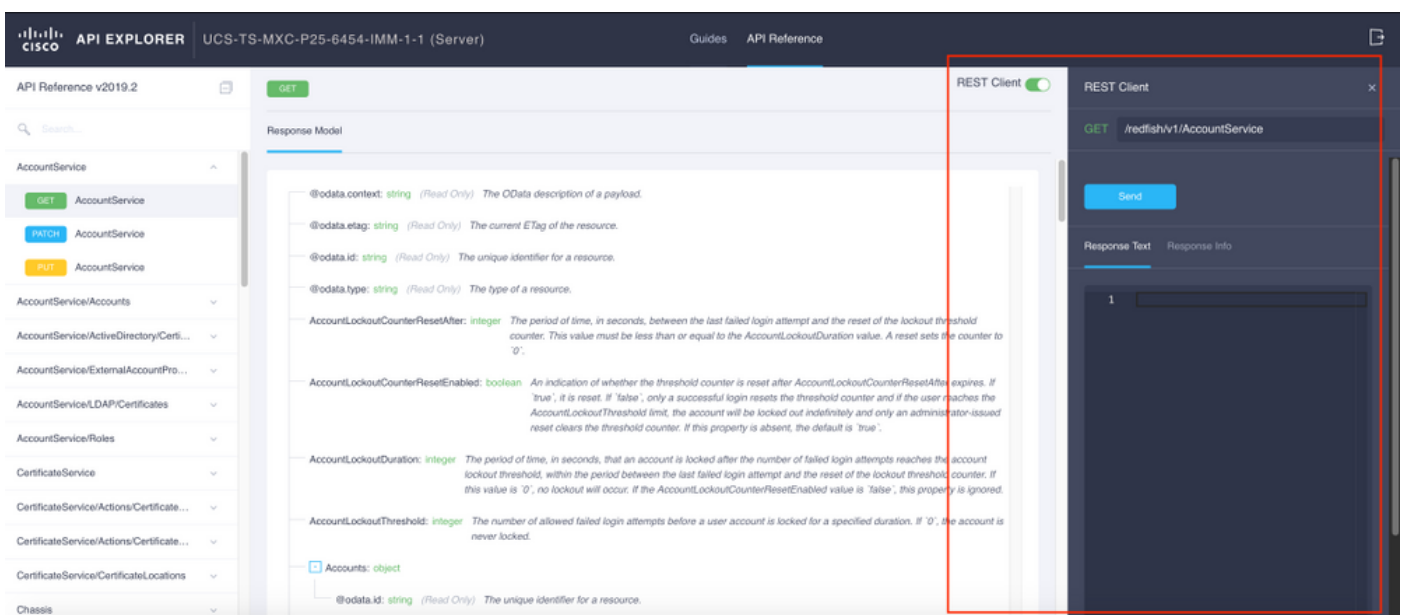 CISCO API EXPLORER UCS-TS-MXC-P25-6454-IMM-1-1 (Server) Guides API Reference
API Reference v2019.2
Search...
AccountService
GET AccountService
PATCH AccountService
PUT AccountService
AccountService/Accounts
AccountService/ActiveDirectory/Certi...
AccountService/ExternalAccountPro...
AccountService/LDAP/Certificates
AccountService/Roles
CertificateService
CertificateService/Actions/Certificate...
CertificateService/Actions/Certificate...
CertificateService/CertificateLocations
Chassis
GET
REST Client
Response Model
@odata.context: string (Read Only) The OData description of a payload.
@odata.etag: string (Read Only) The current ETag of the resource.
@odata.id: string (Read Only) The unique identifier for a resource.
@odata.type: string (Read Only) The type of a resource.
AccountLockoutCounterResetAfter: integer The period of time, in seconds, between the last failed login attempt and the reset of the lockout threshold
counter. This value must be less than or equal to the AccountLockoutDuration value. A reset sets the counter to
`0`.
AccountLockoutCounterResetEnabled: boolean An indication of whether the threshold counter is reset after AccountLockoutCounterResetAfter expires. If
`true`, it is reset. If `false`, only a successful login resets the threshold counter and if the user reaches the
AccountLockoutThreshold limit, the account will be locked out indefinitely and only an administrator-issued
reset clears the threshold counter. If this property is absent, the default is `true`.
AccountLockoutDuration: integer The period of time, in seconds, that an account is locked after the number of failed login attempts reaches the account
lockout threshold, within the period between the last failed login attempt and the reset of the lockout threshold counter. If
this value is `0`, no lockout will occur. If the AccountLockoutCounterResetEnabled value is `false`, this property is ignored.
AccountLockoutThreshold: integer The number of allowed failed login attempts before a user account is locked for a specified duration. If `0`, the account is
never locked.
Accounts: object
@odata.id: string (Read Only) The unique identifier for a resource.
REST Client
GET /redfish/v1/AccountService
Send
Response Text Response Info
1